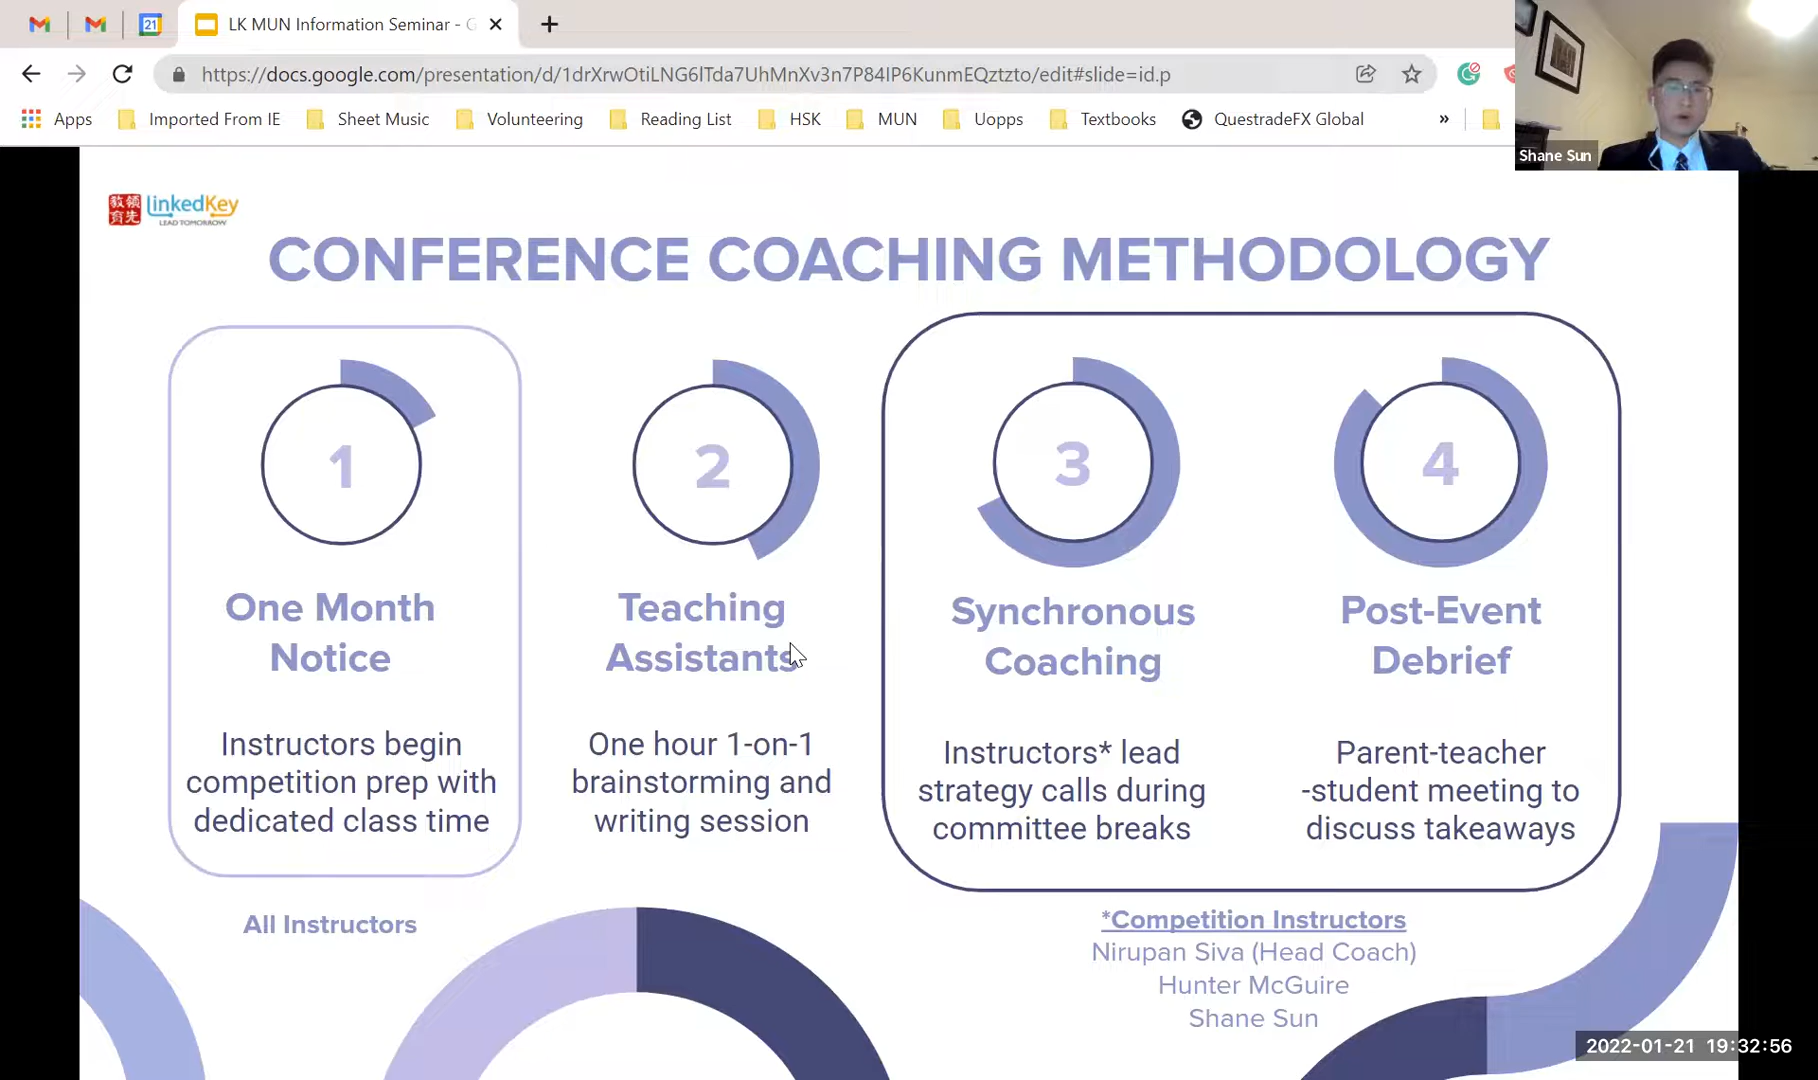 21
LK MUN Information Seminar - G
https://docs.google.com/presentation/d/1drXrwOtiLNG6lTda7UhMnXv3n7P84IP6KunmEQztzto/edit#slide=id.p
Apps
Imported From IE
Sheet Music
Volunteering
Reading List
HSK
MUN
Uopps
Textbooks
QuestradeFX Global
»
Shane Sun
領先教育
linkedKey
LEAD TOMORROW
CONFERENCE COACHING METHODOLOGY
1
One Month
Notice
Instructors begin
competition prep with
dedicated class time
All Instructors
2
Teaching
Assistants
One hour 1-on-1
brainstorming and
writing session
3
Synchronous
Coaching
Instructors* lead
strategy calls during
committee breaks
4
Post-Event
Debrief
Parent-teacher
-student meeting to
discuss takeaways
*Competition Instructors
Nirupan Siva (Head Coach)
Hunter McGuire
Shane Sun
2022-01-21 19:32:56